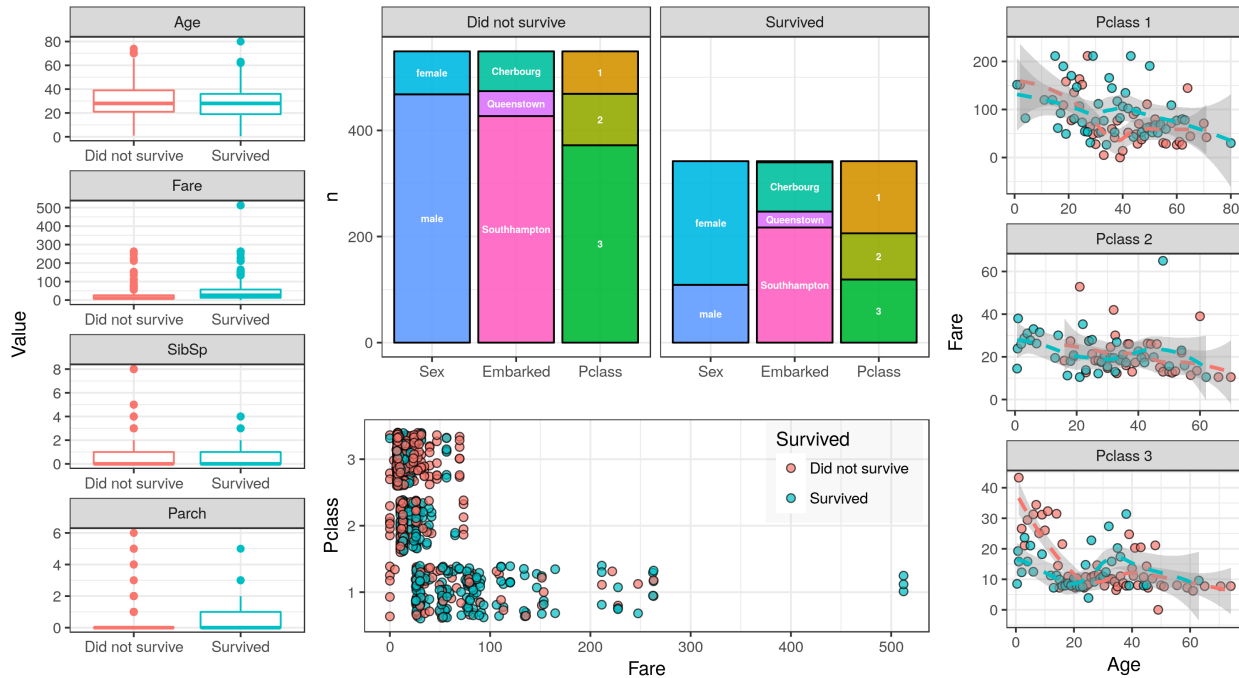 Age
80
60
40
20
0
Did not survive Survived
Fare
500
400
300
200
100
0
Did not survive Survived
SibSp
8
6
4
2
0
Did not survive Survived
Parch
6
4
2
0
Did not survive Survived
Value
Did not survive Survived
female Cherbourg 1
Queenstown 2
male Southhampton 3
female Cherbourg 1
Queenstown 2
male Southhampton 3
400
200
0
n
Sex Embarked Pclass Sex Embarked Pclass
3
2
1
Pclass
Survived
Did not survive
Survived
0 100 200 300 400 500
Fare
Pclass 1
200
100
0
0 20 40 60 80
Pclass 2
60
40
20
0
0 20 40 60
Pclass 3
40
30
20
10
0
0 20 40 60
Fare
Age